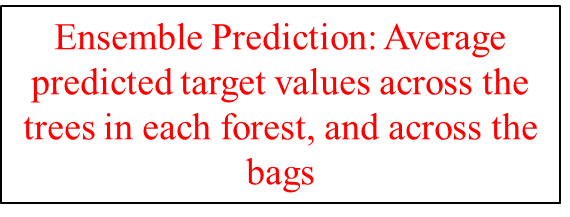 Ensemble Prediction: Average
predicted target values across the
trees in each forest, and across the
bags